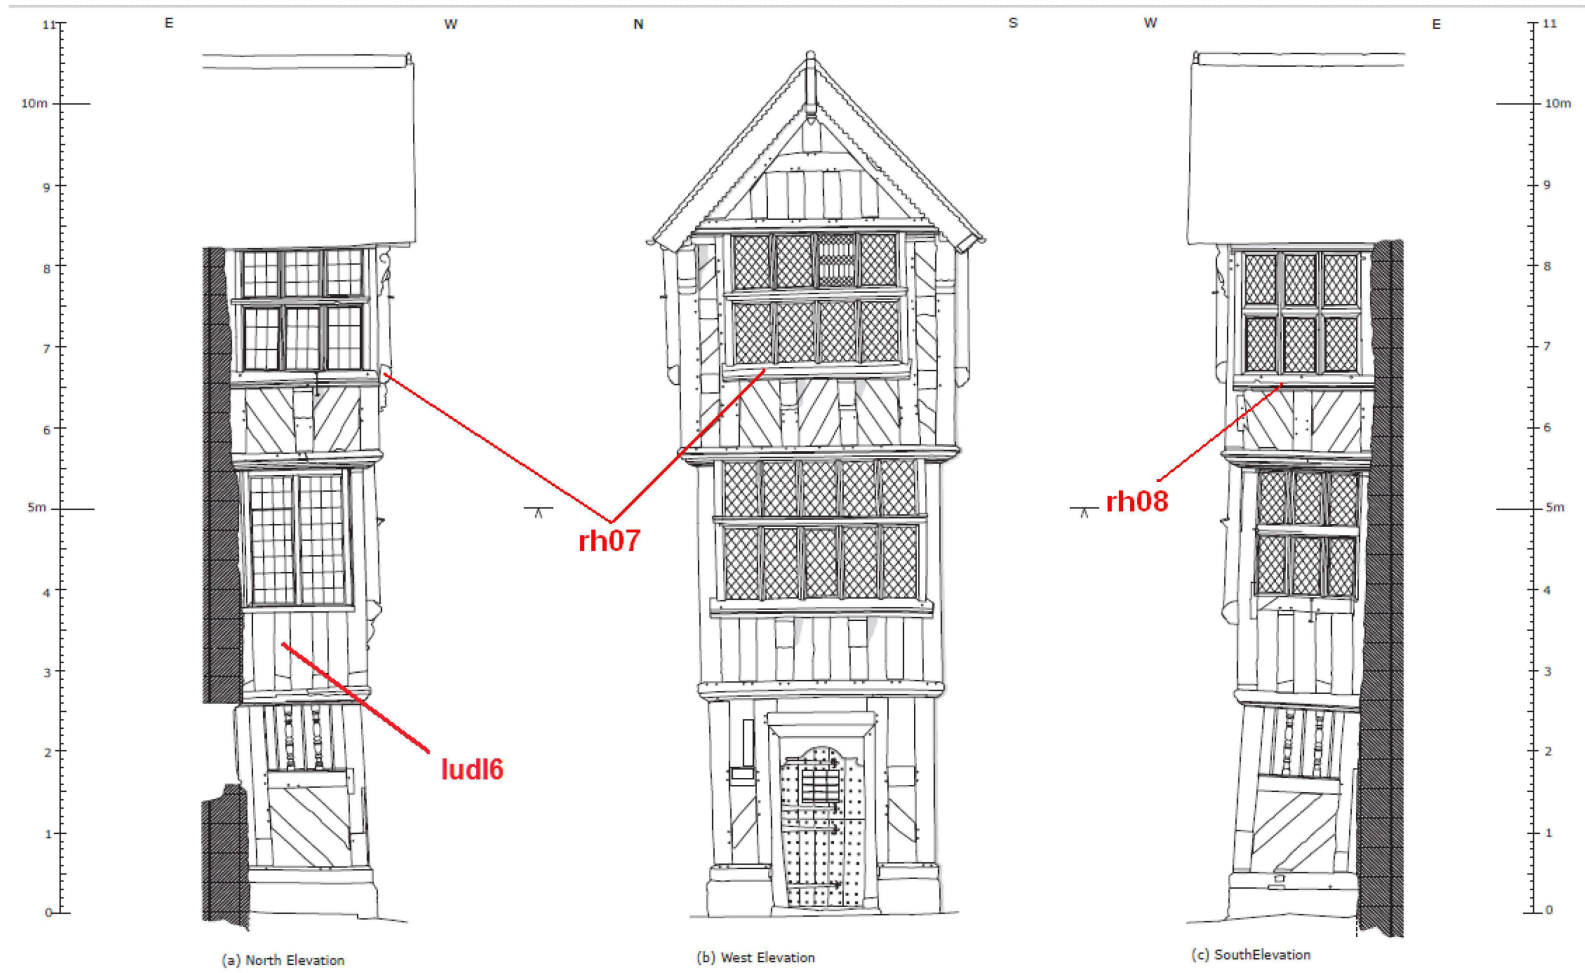 11 E W N S W E 11
10m 10m
9 9
8 8
7 7
6 6
5m rh07 rh08 5m
4 4
3 3
2 ludl6 2
1 1
0 0
(a) North Elevation (b) West Elevation (c) SouthElevation